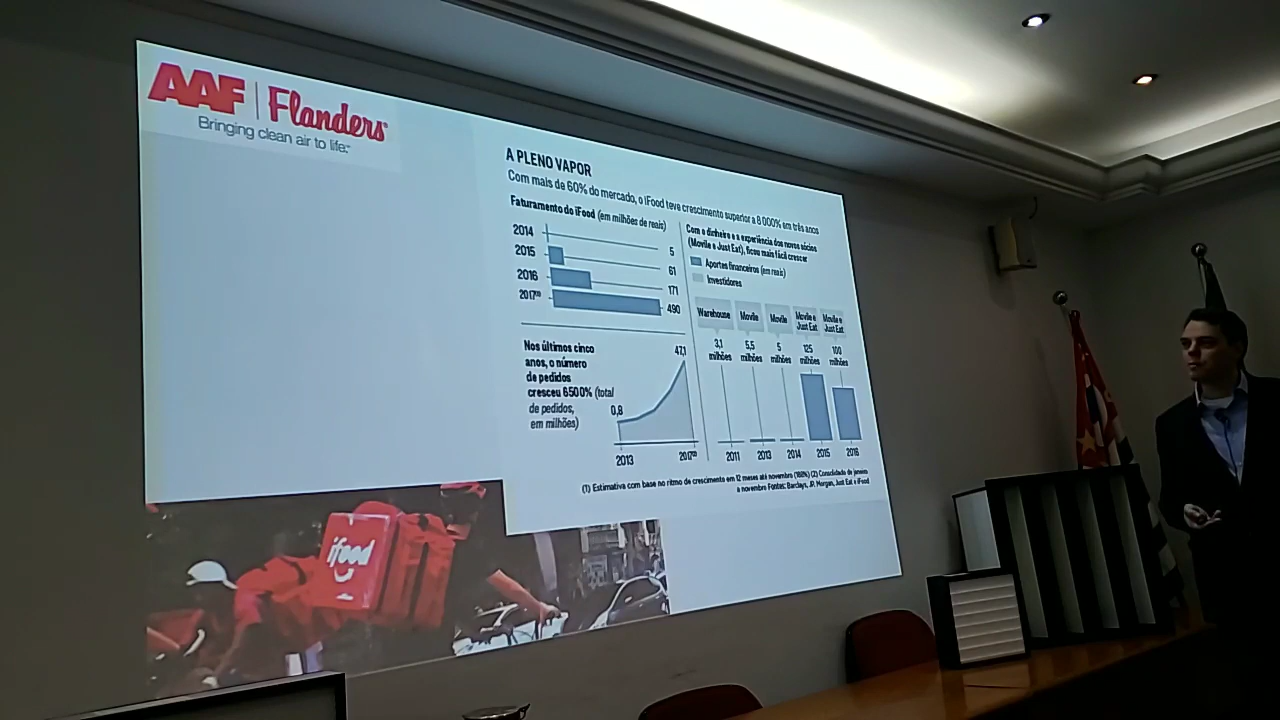 AAF | Flanders
Bringing clean air to life.
A PLENO VAPOR
Com mais de 60% do mercado, o iFood teve crescimento superior a 8 000% em três anos
Faturamento do iFood (em milhões de reais)
2014 5
2015 61
2016 171
2017⁽¹⁾ 490
Com o dinheiro e a experiência dos novos sócios
(Movile e Just Eat), ficou mais fácil crescer
Aportes financeiros (em reais)
Investidores
Warehouse Movile Movile Movile e Just Eat Movile e Just Eat
3,1 milhões 5,5 milhões 5 milhões 125 milhões 100 milhões
2011 2013 2014 2015 2016
Nos últimos cinco
anos, o número
de pedidos
cresceu 6500% (total
de pedidos,
em milhões)
0,8 47,1
2013 2017⁽²⁾
(1) Estimativa com base no ritmo de crescimento em 12 meses até novembro (186%) (2) Consolidado de janeiro
a novembro Fontes: Barclays, JP. Morgan, Just Eat e iFood
ifood